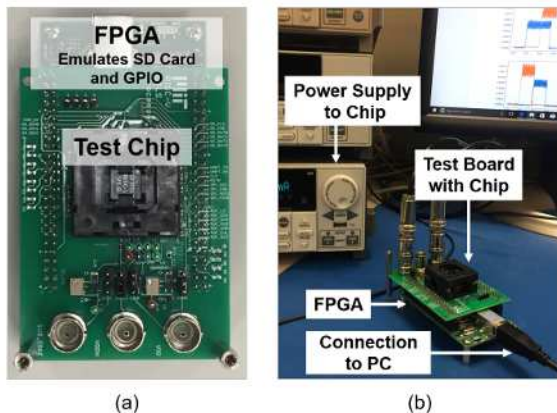 FPGA
Emulates SD Card
and GPIO
Test Chip
(a)
Power Supply
to Chip
Test Board
with Chip
FPGA
Connection
to PC
(b)